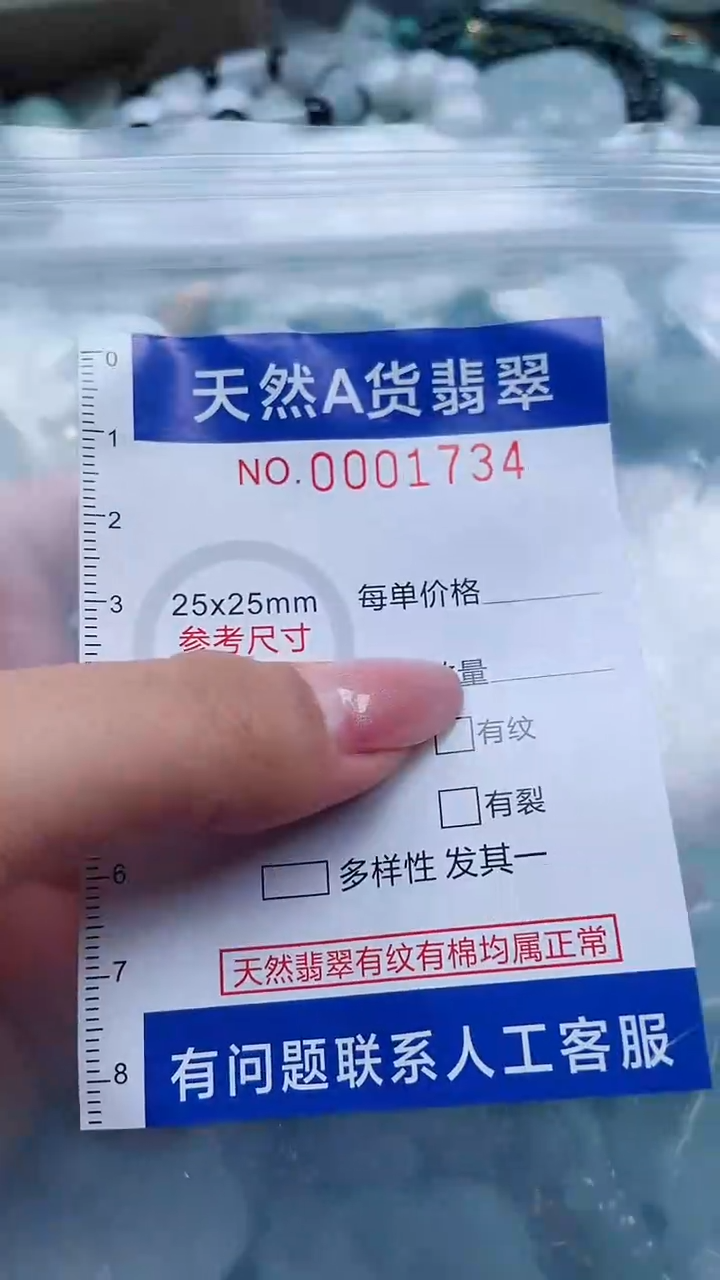 天然A货翡翠
NO.0001734
0
1
2
3
6
7
8
25x25mm
参考尺寸
每单价格
量
有纹
有裂
多样性 发其一
天然翡翠有纹有棉均属正常
有问题联系人工客服